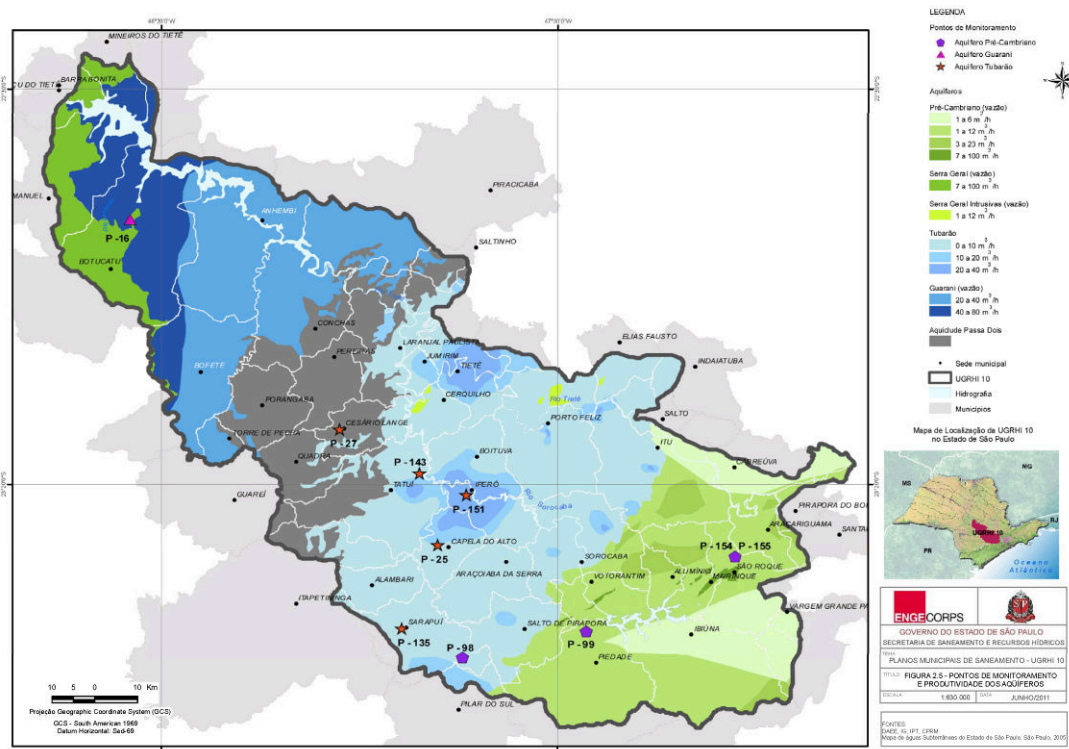 MINEIROS DO TIETÊ
BARRA BONITA
MANUEL
P -16
BOTUCATU
ANHEMBI
PIRACICABA
SALTINHO
CONCHAS
PEREIRAS
LARANJAL PAULISTA
JUMIRIM
TIETÊ
ELIAS FAUSTO
INDAIATUBA
BOFETE
CERQUILHO
Rio Tietê
PORANGABA
PORTO FELIZ
SALTO
CESÁRIO LANGE
P - 27
TORRE DE PEDRA
ITU
QUADRA
P - 143
BOITUVA
CABREÚVA
GUAREÍ
TATUÍ
IPERÓ
P - 151
Rio Sorocaba
PIRAPORA DO BO
ARAÇARIGUAMA
SANTA
P - 25
CAPELA DO ALTO
P - 154
P - 155
ARAÇOIABA DA SERRA
SOROCABA
SÃO ROQUE
ALAMBARI
VOTORANTIM
ALUMÍNIO
MAIRINQUE
ITAPETININGA
VARGEM GRANDE PA
SARAPUÍ
P - 135
SALTO DE PIRAPORA
P - 99
IBIÚNA
P - 98
PIEDADE
PILAR DO SUL
10 5 0 10 Km
Projeção Geographic Coordinate System (GCS)
GCS - South American 1969
Datum Horizontal: Sad-69
LEGENDA
Pontos de Monitoramento
Aquífero Pré-Cambriano
Aquífero Guarani
Aquífero Tubarão
Aquíferos
Pré-Cambriano (vazão)
1 a 6 m³/h
1 a 12 m³/h
3 a 23 m³/h
7 a 100 m³/h
Serra Geral (vazão)
7 a 100 m³/h
Serra Geral Intrusivas (vazão)
1 a 12 m³/h
Tubarão
0 a 10 m³/h
10 a 20 m³/h
20 a 40 m³/h
Guarani (vazão)
20 a 40 m³/h
40 a 80 m³/h
Aquiclude Passa Dois
Sede municipal
UGRHI 10
Hidrografia
Municípios
Mapa de Localização da UGRHI 10
no Estado de São Paulo
MS
MG
RJ
UGRHI 10
PR
Oceano
Atlântico
ENGECORPS
GOVERNO DO ESTADO DE SÃO PAULO
SECRETARIA DE SANEAMENTO E RECURSOS HÍDRICOS
TEMA
PLANOS MUNICIPAIS DE SANEAMENTO - UGRHI 10
TÍTULO FIGURA 2.5 - PONTOS DE MONITORAMENTO
E PRODUTIVIDADE DOS AQÜÍFEROS
ESCALA 1:630.000 DATA JUNHO/2011
FONTES:
DAEE, IG, IPT, CPRM
Mapa de águas Subterrâneas do Estado de São Paulo. São Paulo, 2005